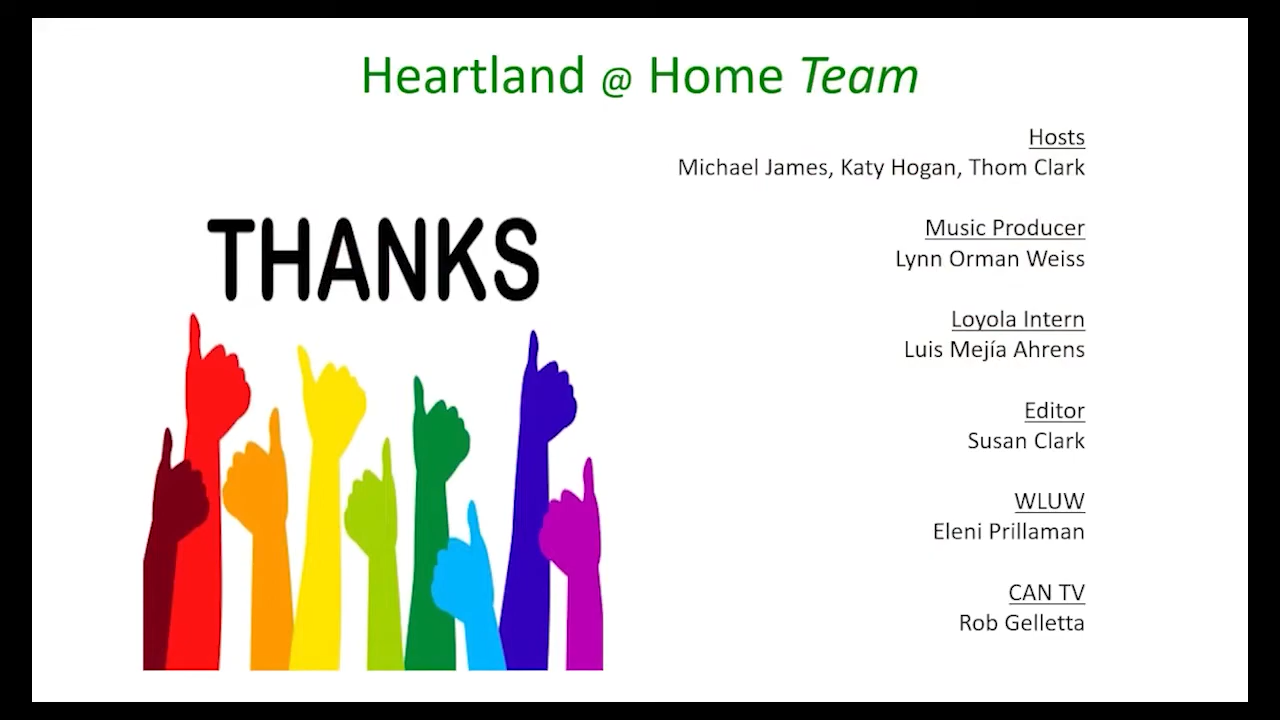 Heartland @ Home Team
THANKS
Hosts
Michael James, Katy Hogan, Thom Clark
Music Producer
Lynn Orman Weiss
Loyola Intern
Luis Mejía Ahrens
Editor
Susan Clark
WLUW
Eleni Prillaman
CAN TV
Rob Gelletta